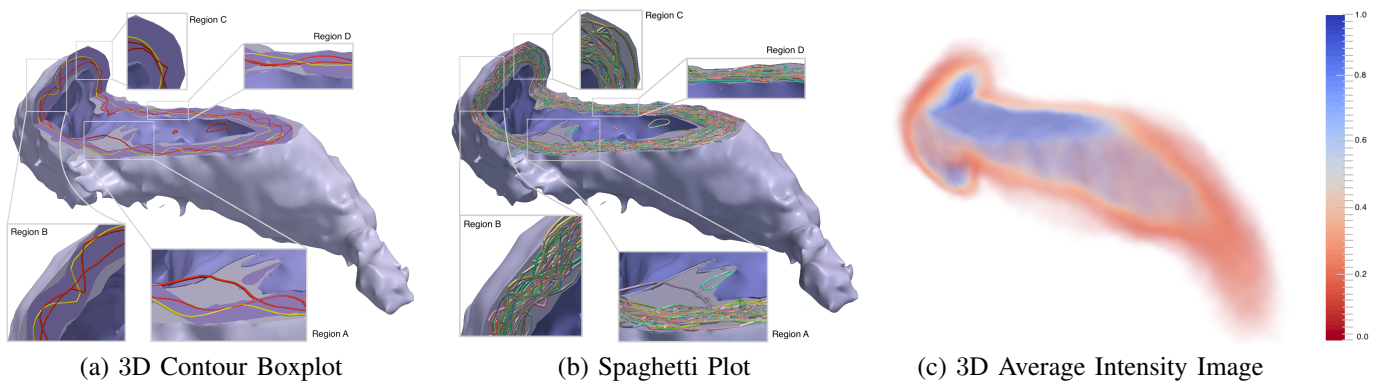 Region C
Region D
Region B
Region A
(a) 3D Contour Boxplot
Region C
Region D
Region B
Region A
(b) Spaghetti Plot
1.0
0.8
0.6
0.4
0.2
0.0
(c) 3D Average Intensity Image